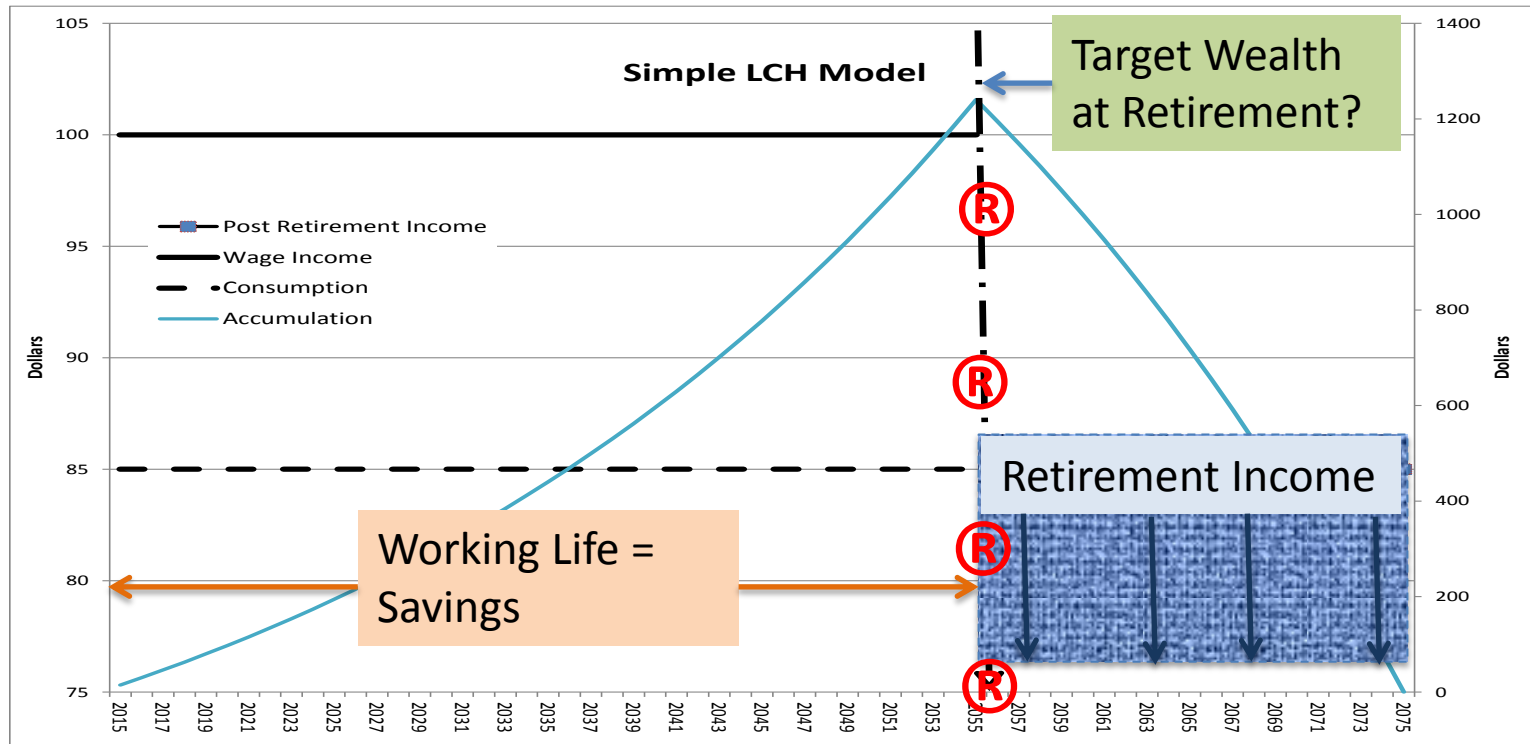 Simple LCH Model
Target Wealth
at Retirement?
Post Retirement Income
Wage Income
Consumption
Accumulation
Retirement Income
Working Life =
Savings
R
R
R
R
Dollars
105
100
95
90
85
80
75
Dollars
1400
1200
1000
800
600
400
200
0
2015
2017
2019
2021
2023
2025
2027
2029
2031
2033
2035
2037
2039
2041
2043
2045
2047
2049
2051
2053
2055
2057
2059
2061
2063
2065
2067
2069
2071
2073
2075